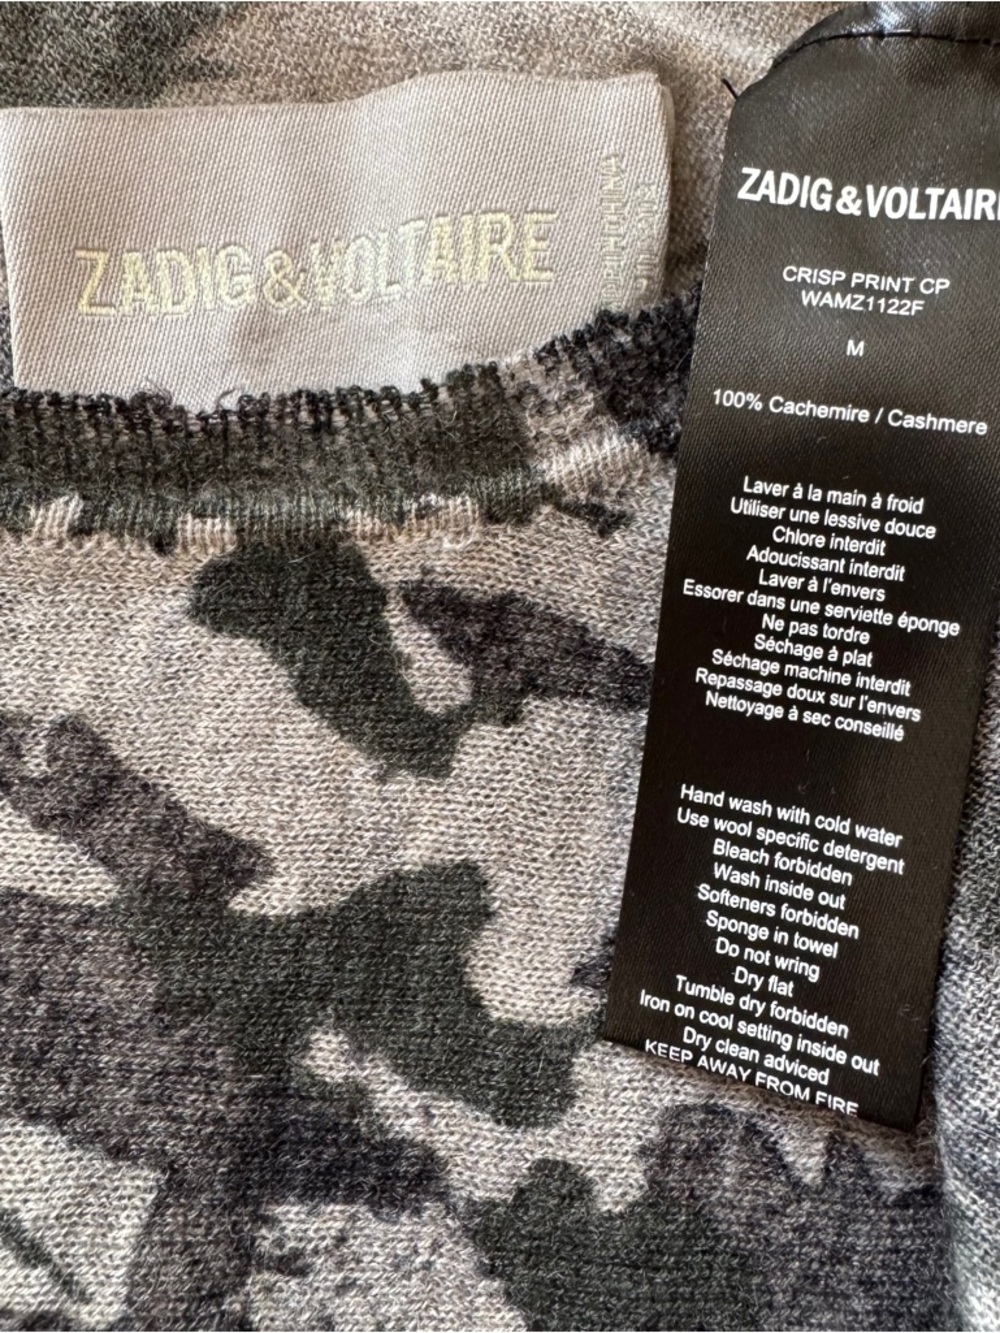 ZADIG & VOLTAIRE
ZADIG & VOLTAIRE
CRISP PRINT CP
WAMZ1122F
M
100% Cachemire / Cashmere
Laver à la main à froid
Utiliser une lessive douce
Chlore interdit
Adoucissant interdit
Laver à l'envers
Essorer dans une serviette éponge
Ne pas tordre
Séchage à plat
Séchage machine interdit
Repassage doux sur l'envers
Nettoyage à sec conseillé
Hand wash with cold water
Use wool specific detergent
Bleach forbidden
Wash inside out
Softeners forbidden
Sponge in towel
Do not wring
Dry flat
Tumble dry forbidden
Iron on cool setting inside out
Dry clean adviced
KEEP AWAY FROM FIRE